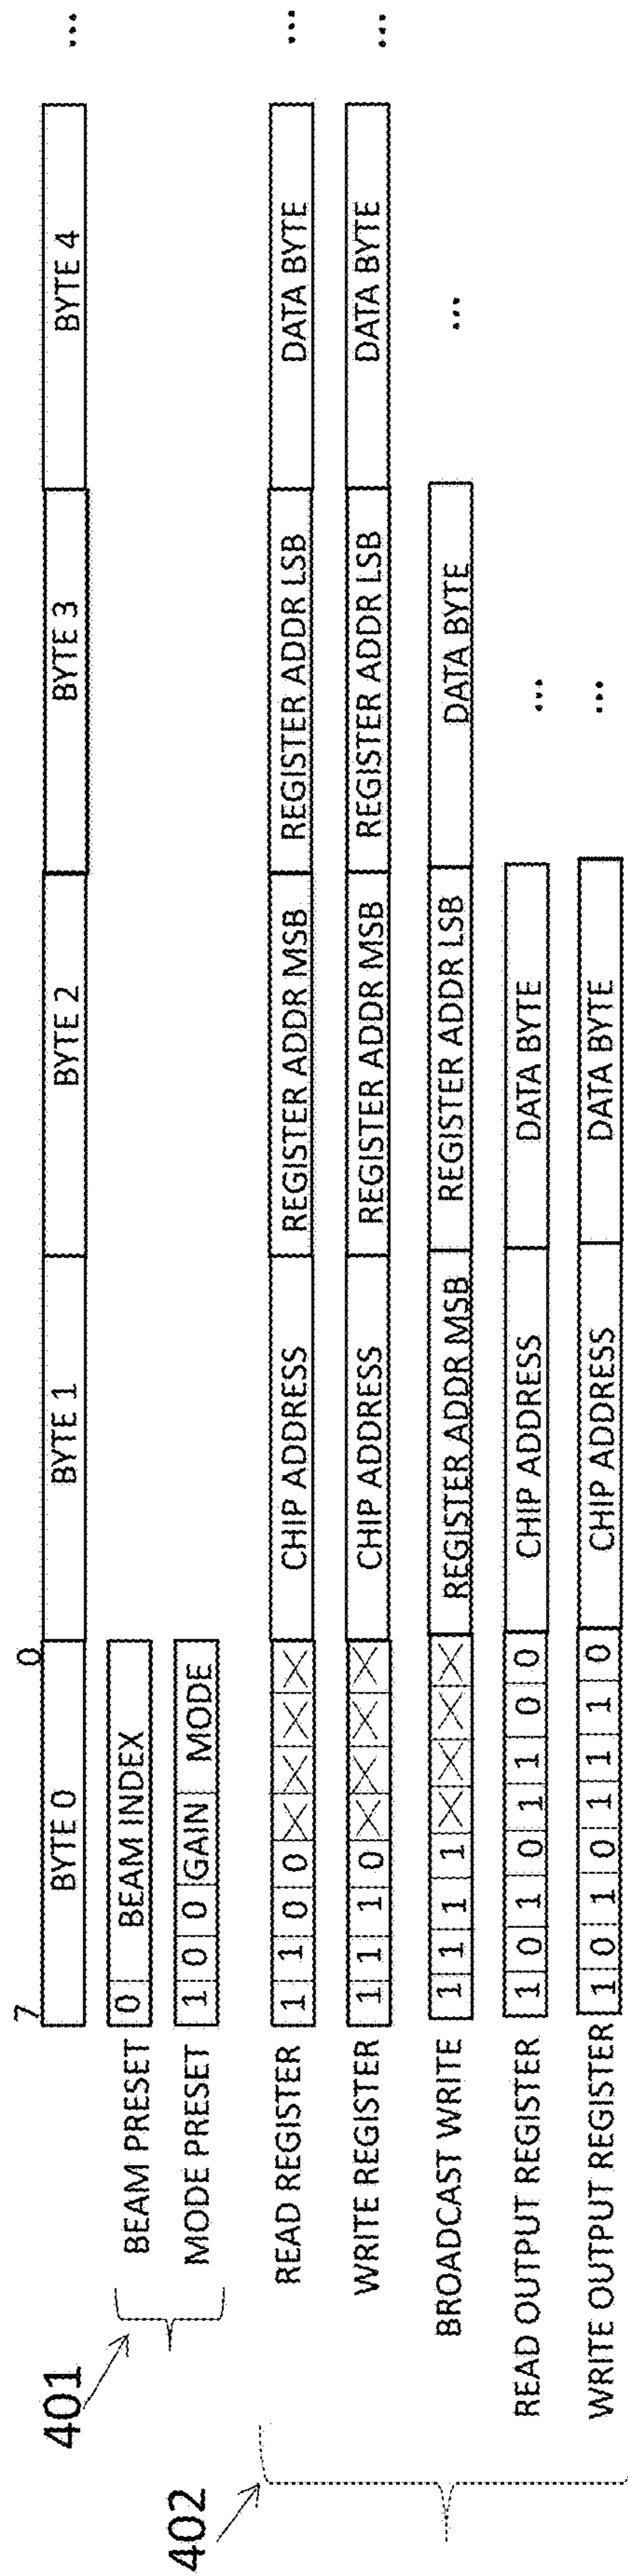 7 0
BYTE 0 BYTE 1 BYTE 2 BYTE 3 BYTE 4 ...
401
BEAM PRESET 0 BEAM INDEX
MODE PRESET 1 0 0 GAIN MODE
402
READ REGISTER 1 1 0 0 X X X X CHIP ADDRESS REGISTER ADDR MSB REGISTER ADDR LSB DATA BYTE ...
WRITE REGISTER 1 1 1 0 X X X X CHIP ADDRESS REGISTER ADDR MSB REGISTER ADDR LSB DATA BYTE ...
BROADCAST WRITE 1 1 1 1 X X X X REGISTER ADDR MSB REGISTER ADDR LSB DATA BYTE ...
READ OUTPUT REGISTER 1 0 1 0 1 1 0 0 CHIP ADDRESS DATA BYTE ...
WRITE OUTPUT REGISTER 1 0 1 0 1 1 1 0 CHIP ADDRESS DATA BYTE ...